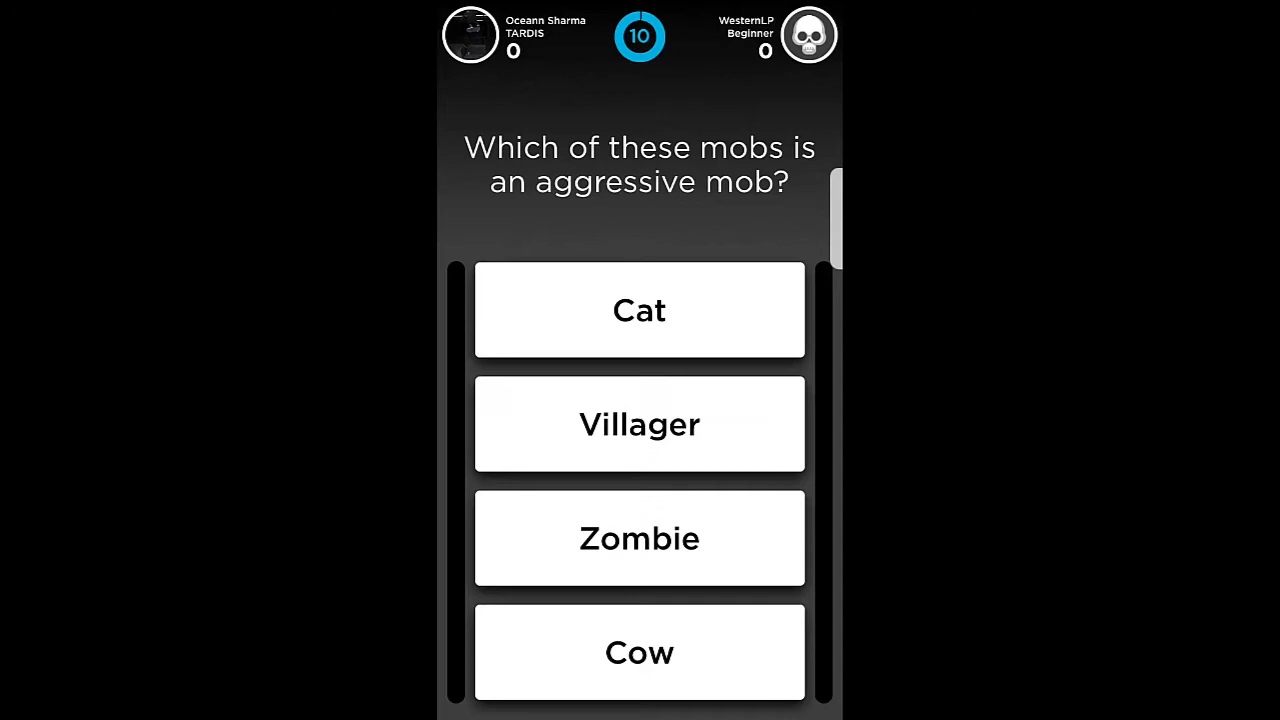 Oceann Sharma
TARDIS
0
10
WesternLP
Beginner
0
Which of these mobs is
an aggressive mob?
Cat
Villager
Zombie
Cow